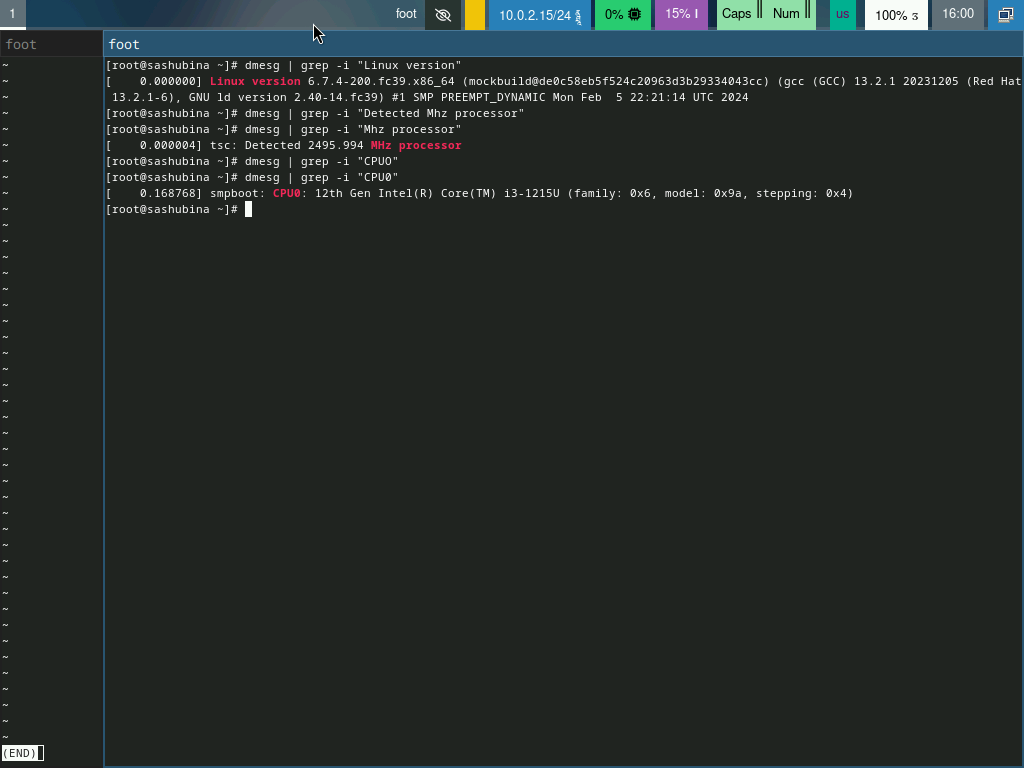 1
foot
10.0.2.15/24
0%
15%
Caps
Num
us
100%
16:00
foot
foot
[root@sashubina ~]# dmesg | grep -i "Linux version"
[    0.000000] Linux version 6.7.4-200.fc39.x86_64 (mockbuild@de0c58eb5f524c20963d3b29334043cc) (gcc (GCC) 13.2.1 20231205 (Red Hat
13.2.1-6), GNU ld version 2.40-14.fc39) #1 SMP PREEMPT_DYNAMIC Mon Feb  5 22:21:14 UTC 2024
[root@sashubina ~]# dmesg | grep -i "Detected Mhz processor"
[root@sashubina ~]# dmesg | grep -i "Mhz processor"
[    0.000004] tsc: Detected 2495.994 MHz processor
[root@sashubina ~]# dmesg | grep -i "CPUO"
[root@sashubina ~]# dmesg | grep -i "CPU0"
[    0.168768] smpboot: CPU0: 12th Gen Intel(R) Core(TM) i3-1215U (family: 0x6, model: 0x9a, stepping: 0x4)
[root@sashubina ~]#
(END)